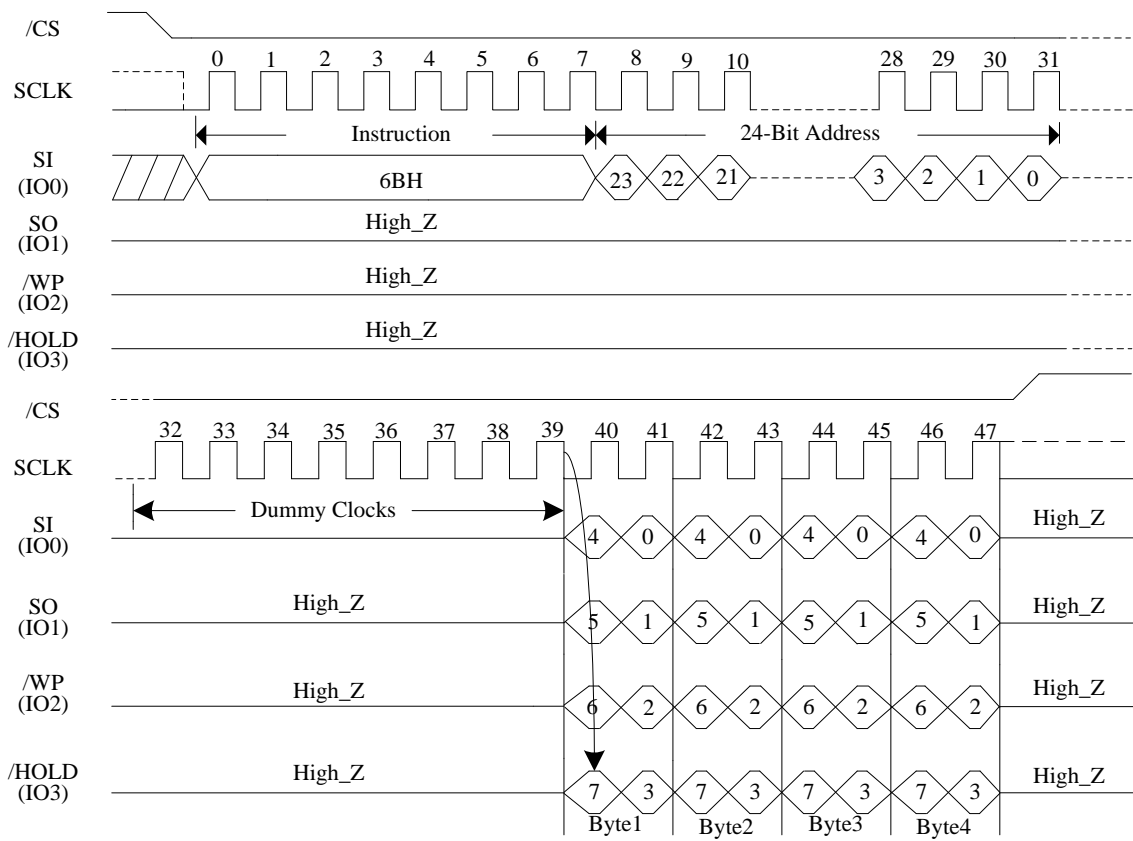 /CS
0 1 2 3 4 5 6 7 8 9 10 28 29 30 31
SCLK
Instruction 24-Bit Address
SI
(IO0)
6BH 23 22 21 3 2 1 0
SO
(IO1)
High_Z
/WP
(IO2)
High_Z
/HOLD
(IO3)
High_Z
/CS
32 33 34 35 36 37 38 39 40 41 42 43 44 45 46 47
SCLK
Dummy Clocks
SI
(IO0)
4 0 4 0 4 0 4 0 High_Z
SO
(IO1)
High_Z 5 1 5 1 5 1 5 1 High_Z
/WP
(IO2)
High_Z 6 2 6 2 6 2 6 2 High_Z
/HOLD
(IO3)
High_Z 7 3 7 3 7 3 7 3 High_Z
Byte1 Byte2 Byte3 Byte4